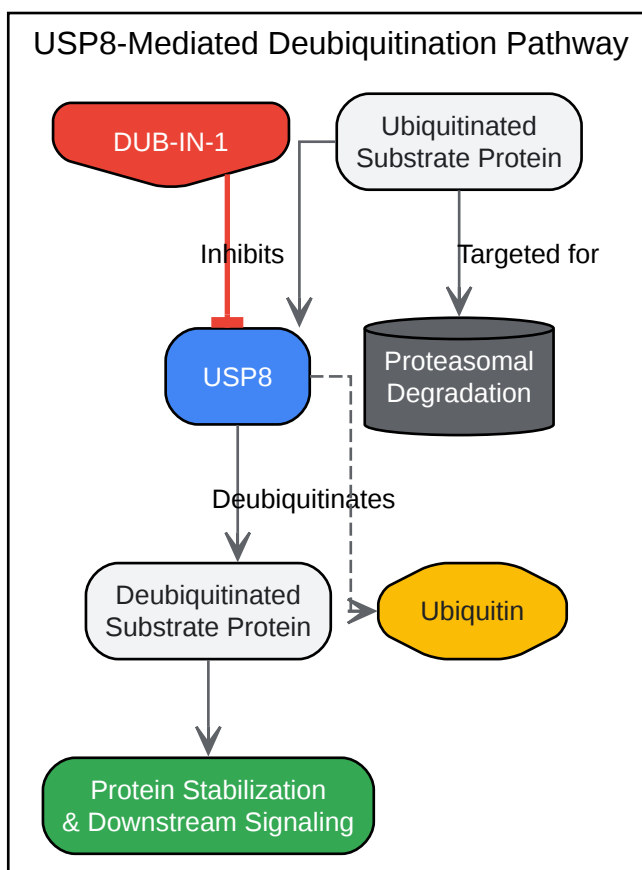 USP8-Mediated Deubiquitination Pathway
DUB-IN-1
Ubiquitinated
Substrate Protein
Inhibits
Targeted for
USP8
Proteasomal
Degradation
Deubiquitinates
Deubiquitinated
Substrate Protein
Ubiquitin
Protein Stabilization
& Downstream Signaling